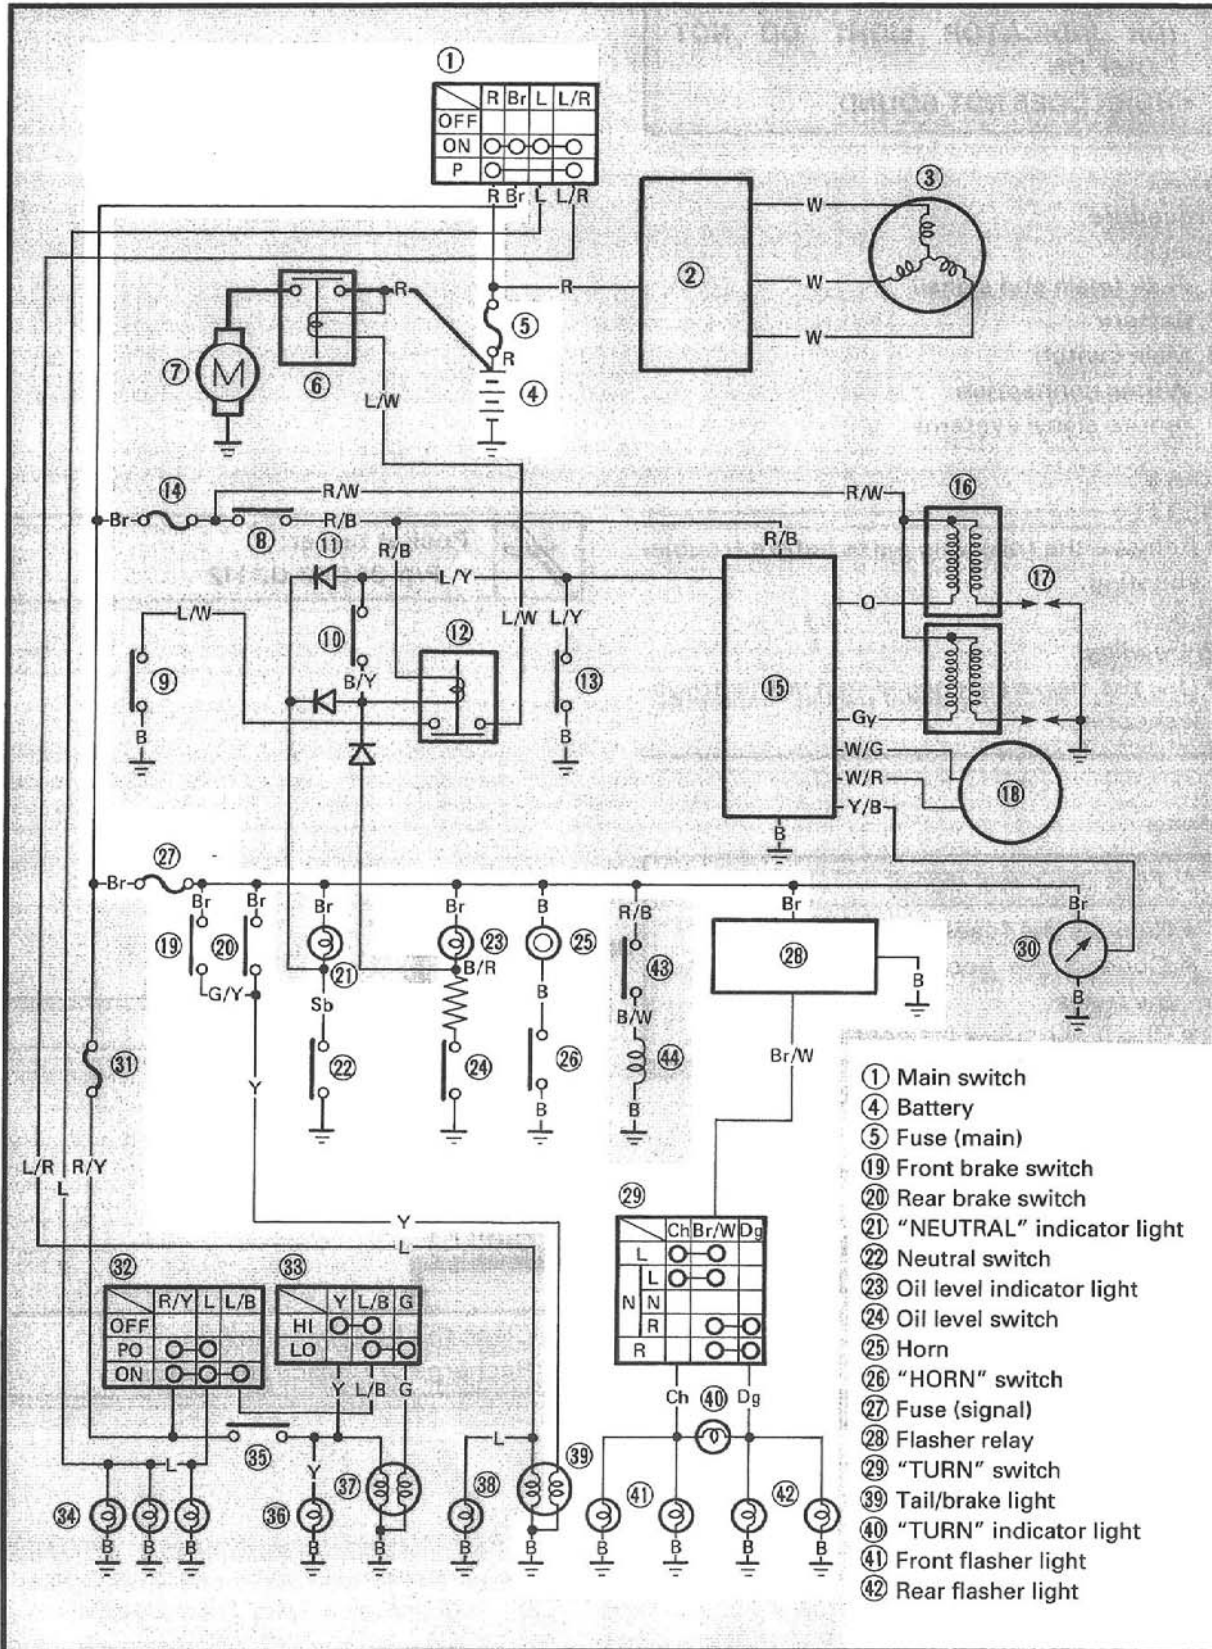 ①
R Br L L/R
OFF
ON
P
R Br L L/R
③
W
②
R
W
W
R
⑤
R
④
⑦
M
⑥
L/W
⑭
Br
R/W
R/W
⑯
⑧
R/B
R/B
R/B
⑪
L/Y
O
⑰
L/W
L/W
L/Y
⑩
⑫
⑨
B/Y
⑬
⑮
B
B
Gy
W/G
W/R
Y/B
⑱
B
㉗
Br
Br
Br
Br
Br
B
R/B
Br
Br
⑲
⑳
㉑
㉓
㉕
㊸
㉘
㉚
G/Y
B/R
B
B
B
Sb
B/W
㉛
Y
㉒
㉔
㉖
㊹
Br/W
B
B
L/R R/Y
L
㉙
Ch Br/W Dg
L
L
N N
R
R
Y
L
㉜
R/Y L L/B
OFF
PO
ON
㉝
Y L/B G
HI
LO
Y L/B G
Ch ㊵ Dg
L
㉟
Y
L
㊴
㉞
㊱
㊲
㊳
㊶
㊷
B B B B B B B B B B B
① Main switch
④ Battery
⑤ Fuse (main)
⑲ Front brake switch
⑳ Rear brake switch
㉑ “NEUTRAL” indicator light
㉒ Neutral switch
㉓ Oil level indicator light
㉔ Oil level switch
㉕ Horn
㉖ “HORN” switch
㉗ Fuse (signal)
㉘ Flasher relay
㉙ “TURN” switch
㊴ Tail/brake light
㊵ “TURN” indicator light
㊶ Front flasher light
㊷ Rear flasher light